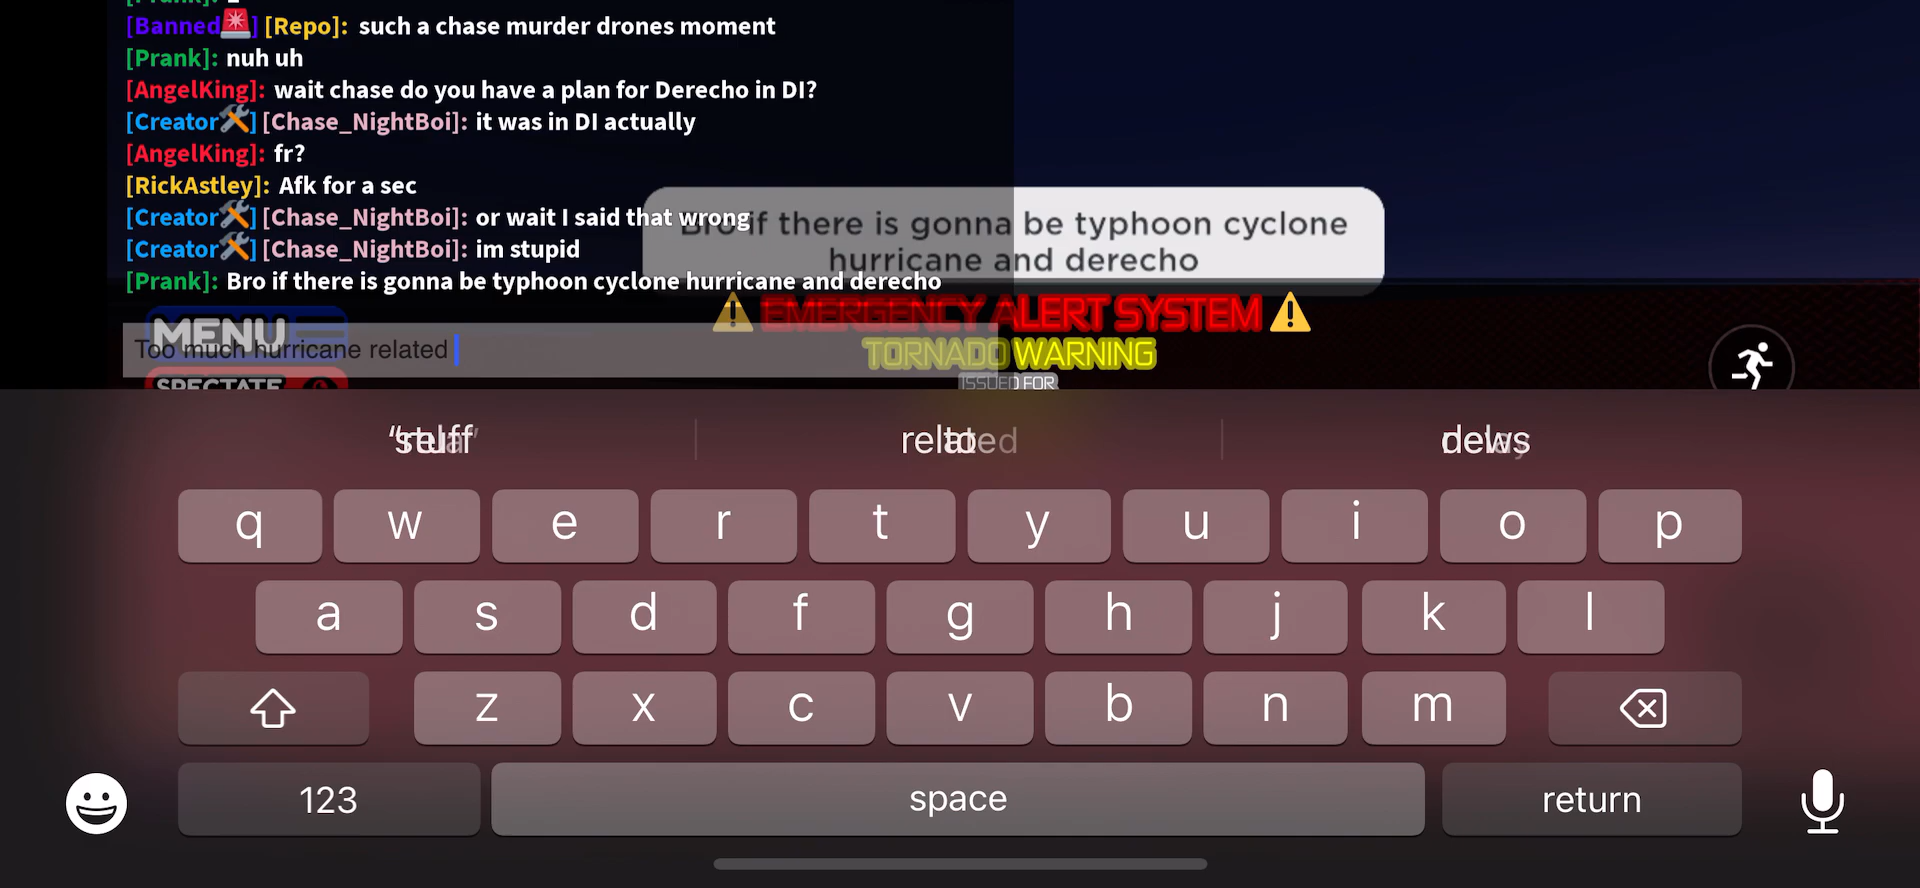 [Banned🚨] [Repo]: such a chase murder drones moment
[Prank]: nuh uh
[AngelKing]: wait chase do you have a plan for Derecho in DI?
[Creator🛠] [Chase_NightBoi]: it was in DI actually
[AngelKing]: fr?
[RickAstley]: Afk for a sec
[Creator🛠] [Chase_NightBoi]: or wait I said that wrong
[Creator🛠] [Chase_NightBoi]: im stupid
[Prank]: Bro if there is gonna be typhoon cyclone hurricane and derecho
Bro if there is gonna be typhoon cyclone
hurricane and derecho
⚠️ EMERGENCY ALERT SYSTEM ⚠️
TORNADO WARNING
ISSUED FOR
MENU
Too much hurricane related
SPECTATE
q w e r t y u i o p
a s d f g h j k l
z x c v b n m
123 space return